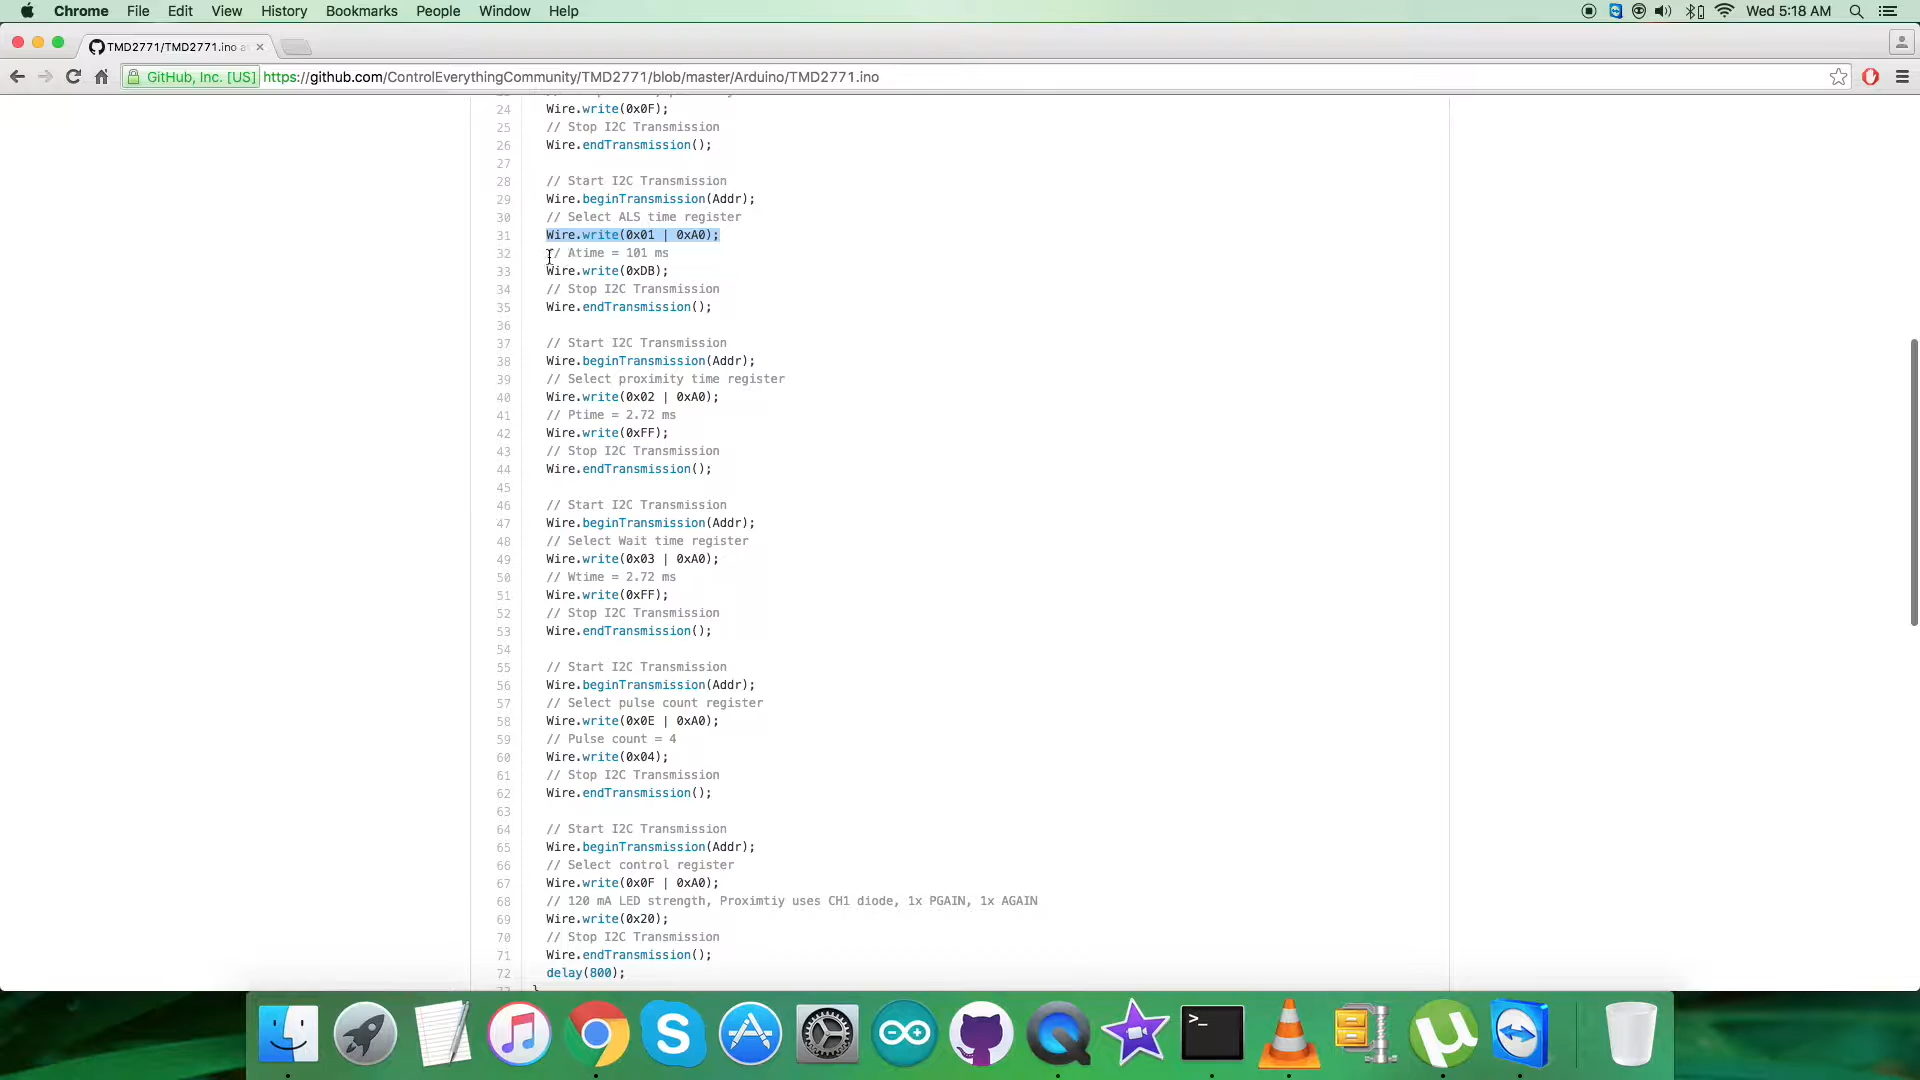 Chrome File Edit View History Bookmarks People Window Help Wed 5:18 AM
TMD2771/TMD2771.ino a
GitHub, Inc. [US] https://github.com/ControlEverythingCommunity/TMD2771/blob/master/Arduino/TMD2771.ino
24 Wire.write(0x0F);
25 // Stop I2C Transmission
26 Wire.endTransmission();
27
28 // Start I2C Transmission
29 Wire.beginTransmission(Addr);
30 // Select ALS time register
31 Wire.write(0x01 | 0xA0);
32 // Atime = 101 ms
33 Wire.write(0xDB);
34 // Stop I2C Transmission
35 Wire.endTransmission();
36
37 // Start I2C Transmission
38 Wire.beginTransmission(Addr);
39 // Select proximity time register
40 Wire.write(0x02 | 0xA0);
41 // Ptime = 2.72 ms
42 Wire.write(0xFF);
43 // Stop I2C Transmission
44 Wire.endTransmission();
45
46 // Start I2C Transmission
47 Wire.beginTransmission(Addr);
48 // Select Wait time register
49 Wire.write(0x03 | 0xA0);
50 // Wtime = 2.72 ms
51 Wire.write(0xFF);
52 // Stop I2C Transmission
53 Wire.endTransmission();
54
55 // Start I2C Transmission
56 Wire.beginTransmission(Addr);
57 // Select pulse count register
58 Wire.write(0x0E | 0xA0);
59 // Pulse count = 4
60 Wire.write(0x04);
61 // Stop I2C Transmission
62 Wire.endTransmission();
63
64 // Start I2C Transmission
65 Wire.beginTransmission(Addr);
66 // Select control register
67 Wire.write(0x0F | 0xA0);
68 // 120 mA LED strength, Proximtiy uses CH1 diode, 1x PGAIN, 1x AGAIN
69 Wire.write(0x20);
70 // Stop I2C Transmission
71 Wire.endTransmission();
72 delay(800);